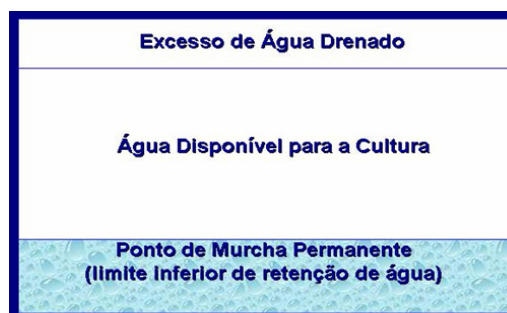 Excesso de Água Drenado
Água Disponível para a Cultura
Ponto de Murcha Permanente
(limite inferior de retenção de água)